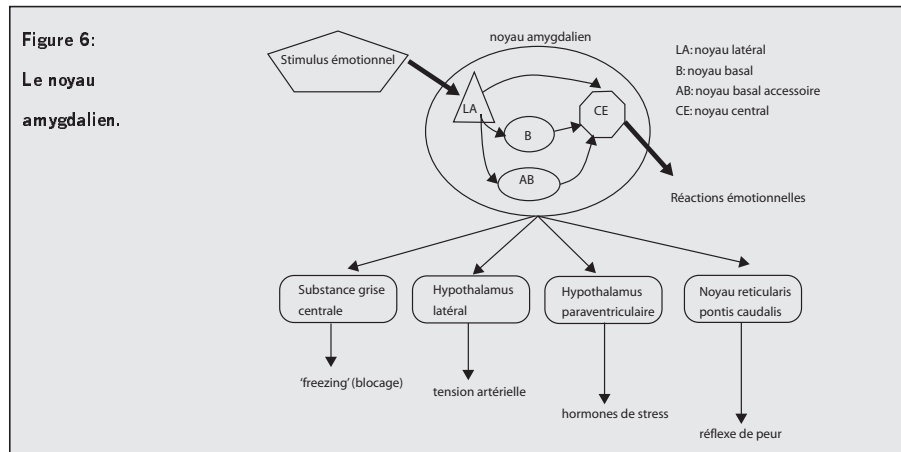 Figure 6:
Le noyau
amygdalien.
noyau amygdalien
Stimulus émotionnel
LA: noyau latéral
B: noyau basal
AB: noyau basal accessoire
CE: noyau central
LA
CE
B
AB
Réactions émotionnelles
Substance grise
centrale
Hypothalamus
latéral
Hypothalamus
paraventriculaire
Noyau reticularis
pontis caudalis
'freezing' (blocage)
tension artérielle
hormones de stress
réflexe de peur